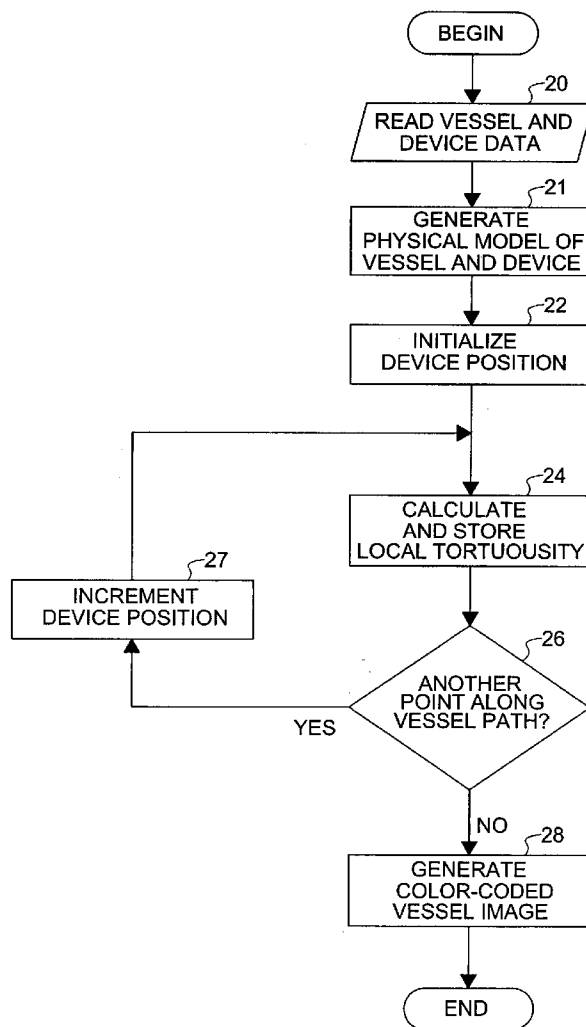 BEGIN
20
READ VESSEL AND
DEVICE DATA
21
GENERATE
PHYSICAL MODEL OF
VESSEL AND DEVICE
22
INITIALIZE
DEVICE POSITION
24
CALCULATE
AND STORE
LOCAL TORTUOUSITY
27
INCREMENT
DEVICE POSITION
26
ANOTHER
POINT ALONG
VESSEL PATH?
YES
NO
28
GENERATE
COLOR-CODED
VESSEL IMAGE
END